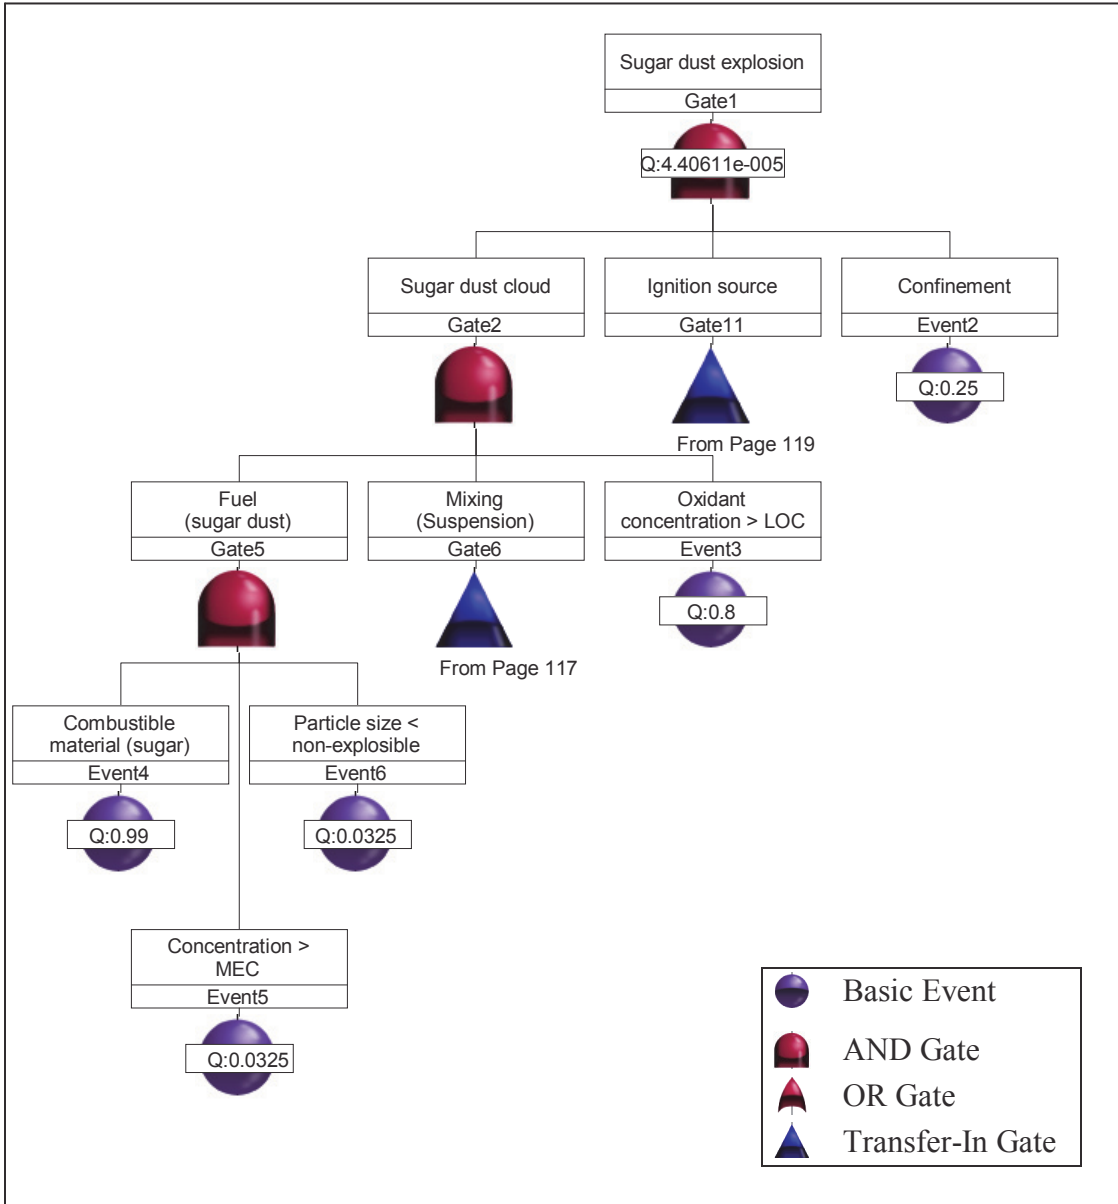 Sugar dust explosion
Gate1
Q:4.40611e-005
Sugar dust cloud
Gate2
Ignition source
Gate11
From Page 119
Confinement
Event2
Q:0.25
Fuel
(sugar dust)
Gate5
Mixing
(Suspension)
Gate6
From Page 117
Oxidant
concentration > LOC
Event3
Q:0.8
Combustible
material (sugar)
Event4
Q:0.99
Particle size <
non-explosible
Event6
Q:0.0325
Concentration >
MEC
Event5
Q:0.0325
Basic Event
AND Gate
OR Gate
Transfer-In Gate